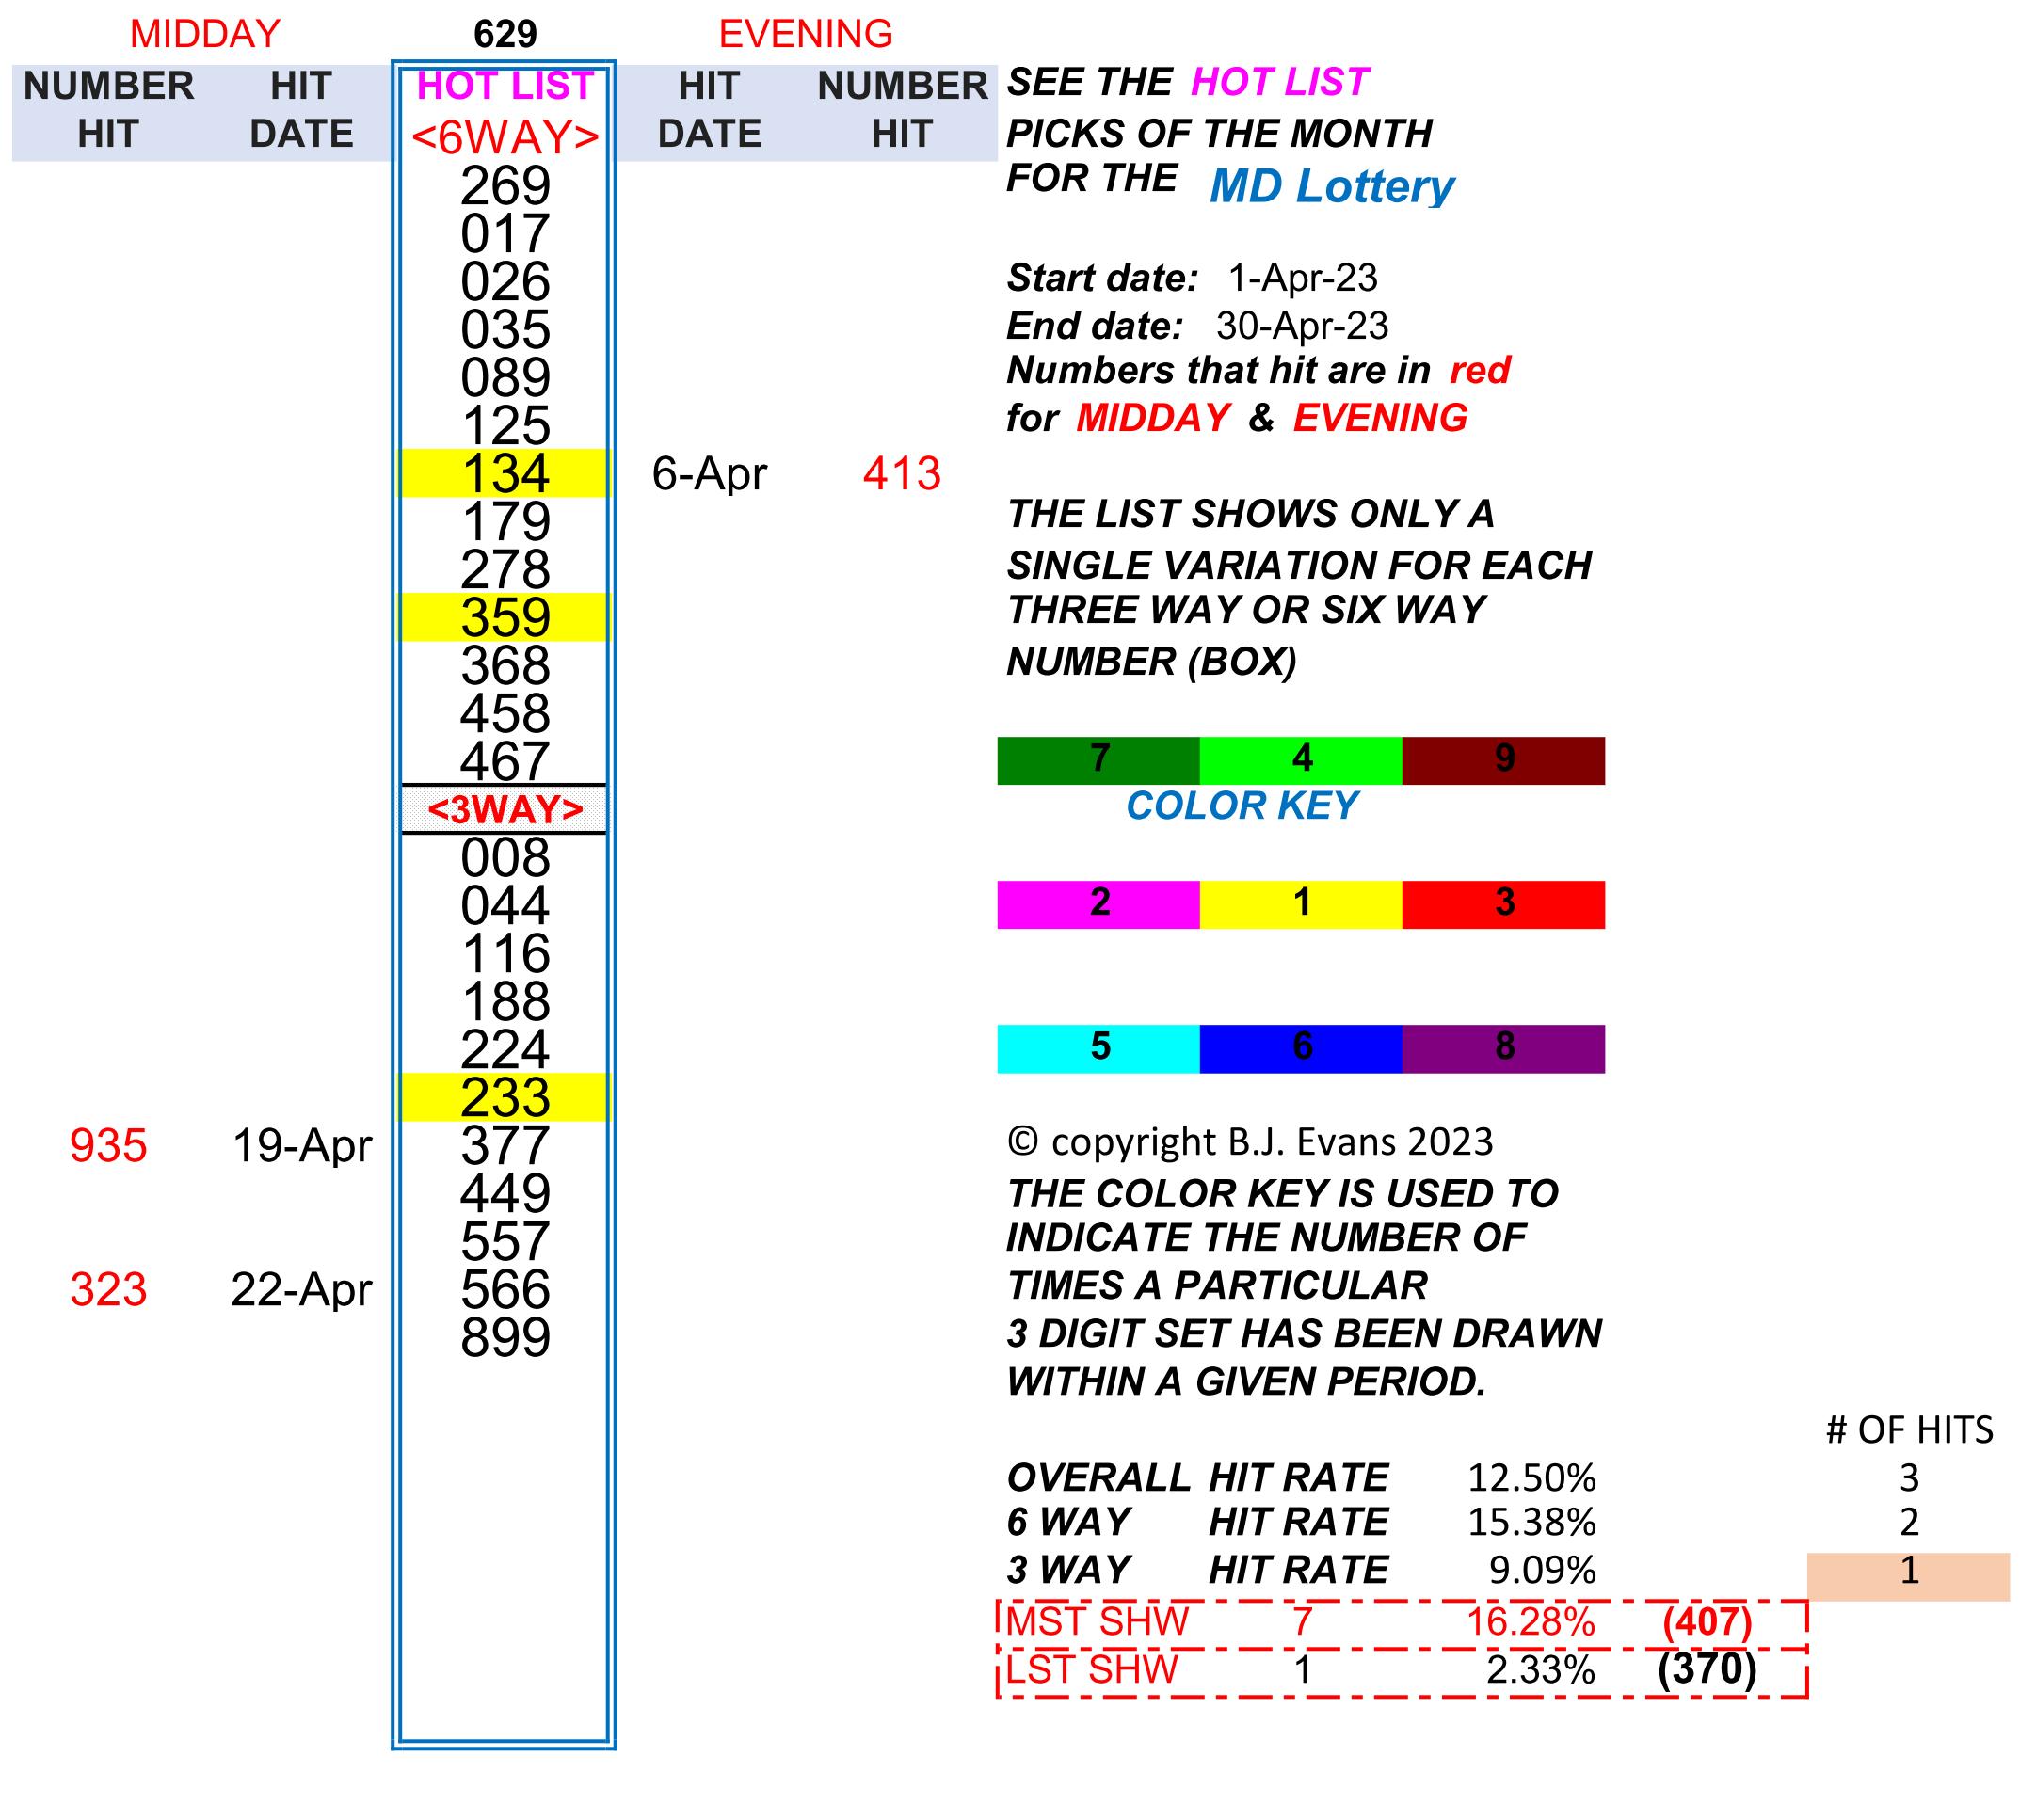 MIDDAY 629 EVENING
NUMBER HIT HOT LIST HIT NUMBER
HIT DATE <6WAY> DATE HIT
269
017
026
035
089
125
134 6-Apr 413
179
278
359
368
458
467
<3WAY>
008
044
116
188
224
233
935 19-Apr 377
449
557
323 22-Apr 566
899
SEE THE HOT LIST
PICKS OF THE MONTH
FOR THE MD Lottery
Start date: 1-Apr-23
End date: 30-Apr-23
Numbers that hit are in red
for MIDDAY & EVENING
THE LIST SHOWS ONLY A
SINGLE VARIATION FOR EACH
THREE WAY OR SIX WAY
NUMBER (BOX)
7 4 9
COLOR KEY
2 1 3
5 6 8
© copyright B.J. Evans 2023
THE COLOR KEY IS USED TO
INDICATE THE NUMBER OF
TIMES A PARTICULAR
3 DIGIT SET HAS BEEN DRAWN
WITHIN A GIVEN PERIOD.
# OF HITS
OVERALL HIT RATE 12.50% 3
6 WAY HIT RATE 15.38% 2
3 WAY HIT RATE 9.09% 1
MST SHW 7 16.28% (407)
LST SHW 1 2.33% (370)